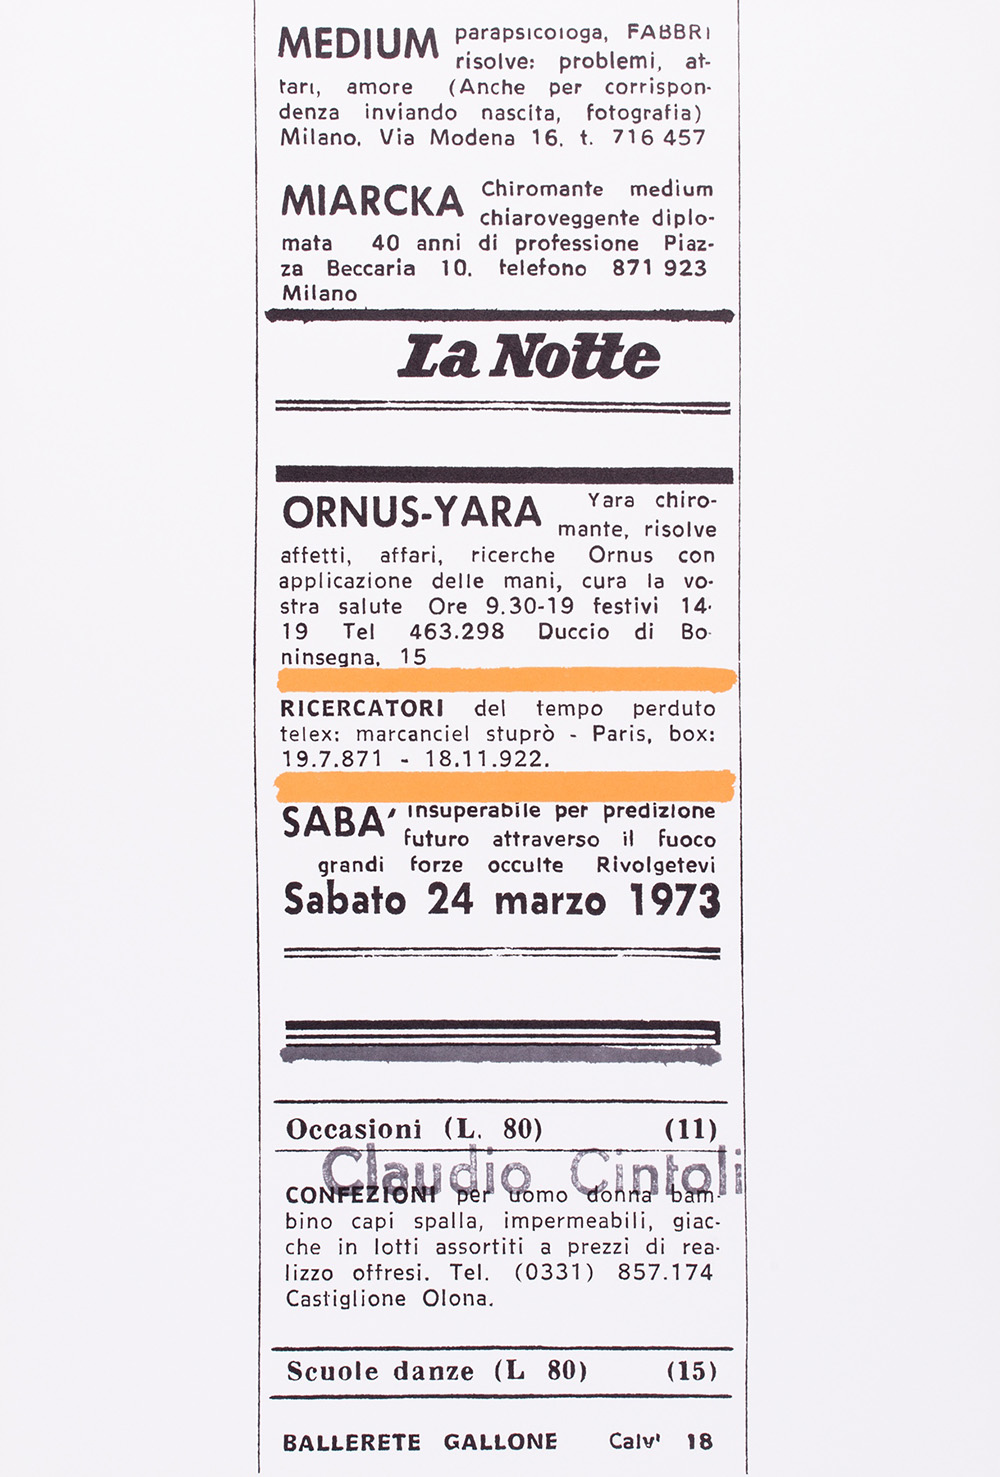 MEDIUM parapsicologa, FABBRI
risolve: problemi, at-
tari, amore (Anche per corrispon-
denza inviando nascita, fotografia)
Milano. Via Modena 16. t. 716 457
MIARCKA Chiromante medium
chiaroveggente diplo-
mata 40 anni di professione Piaz-
za Beccaria 10. telefono 871 923
Milano
La Notte
ORNUS-YARA Yara chiro-
mante, risolve
affetti, affari, ricerche Ornus con
applicazione delle mani, cura la vo-
stra salute Ore 9.30-19 festivi 14-
19 Tel 463.298 Duccio di Bo-
ninsegna, 15
RICERCATORI del tempo perduto
telex: marcanciel stuprò - Paris, box:
19.7.871 - 18.11.922.
SABA' insuperabile per predizione
futuro attraverso il fuoco
grandi forze occulte Rivolgetevi
Sabato 24 marzo 1973
Occasioni (L. 80) (11)
Claudio Cintoli
CONFEZIONI per uomo donna bam-
bino capi spalla, impermeabili, giac-
che in lotti assortiti a prezzi di rea-
lizzo offresi. Tel. (0331) 857.174
Castiglione Olona.
Scuole danze (L 80) (15)
BALLERETE GALLONE Calvi 18